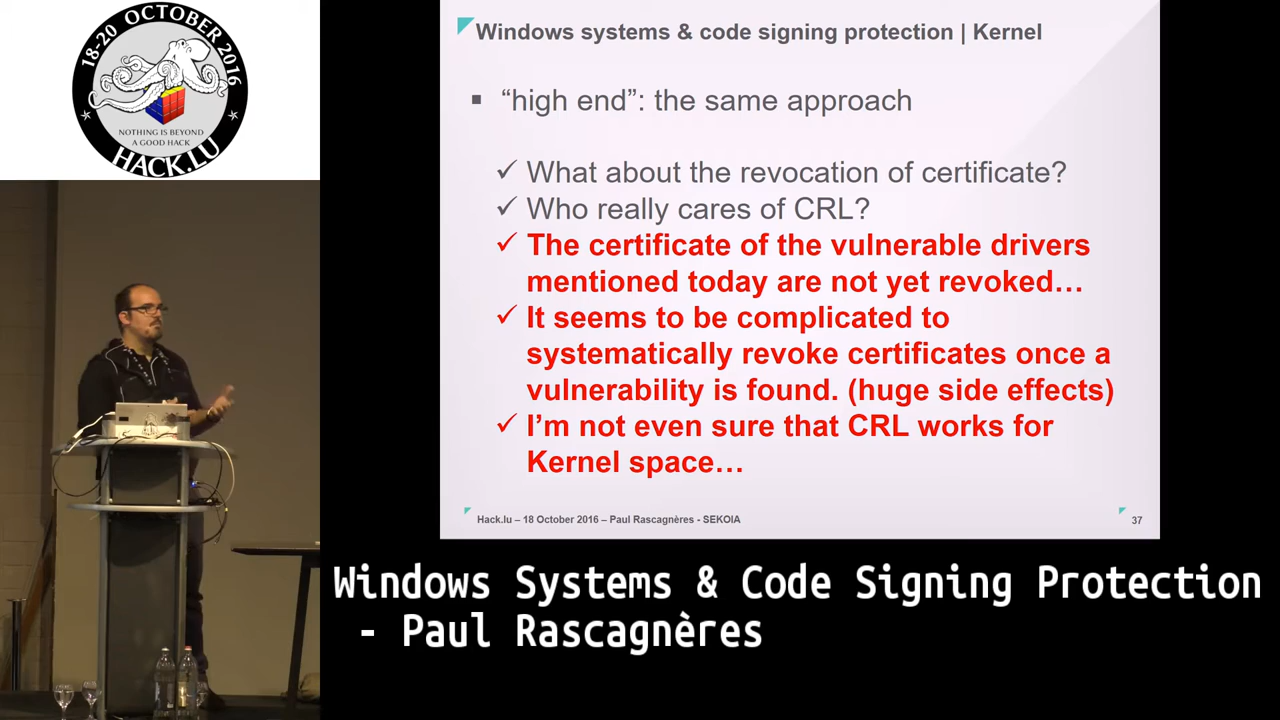 18-20 OCTOBER 2016
NOTHING IS BEYOND
A GOOD HACK
HACK.LU
Windows systems & code signing protection | Kernel
▪ “high end”: the same approach
✓ What about the revocation of certificate?
✓ Who really cares of CRL?
✓ The certificate of the vulnerable drivers
mentioned today are not yet revoked…
✓ It seems to be complicated to
systematically revoke certificates once a
vulnerability is found. (huge side effects)
✓ I’m not even sure that CRL works for
Kernel space…
Hack.lu – 18 October 2016 – Paul Rascagnères - SEKOIA
37
Windows Systems & Code Signing Protection
- Paul Rascagnères